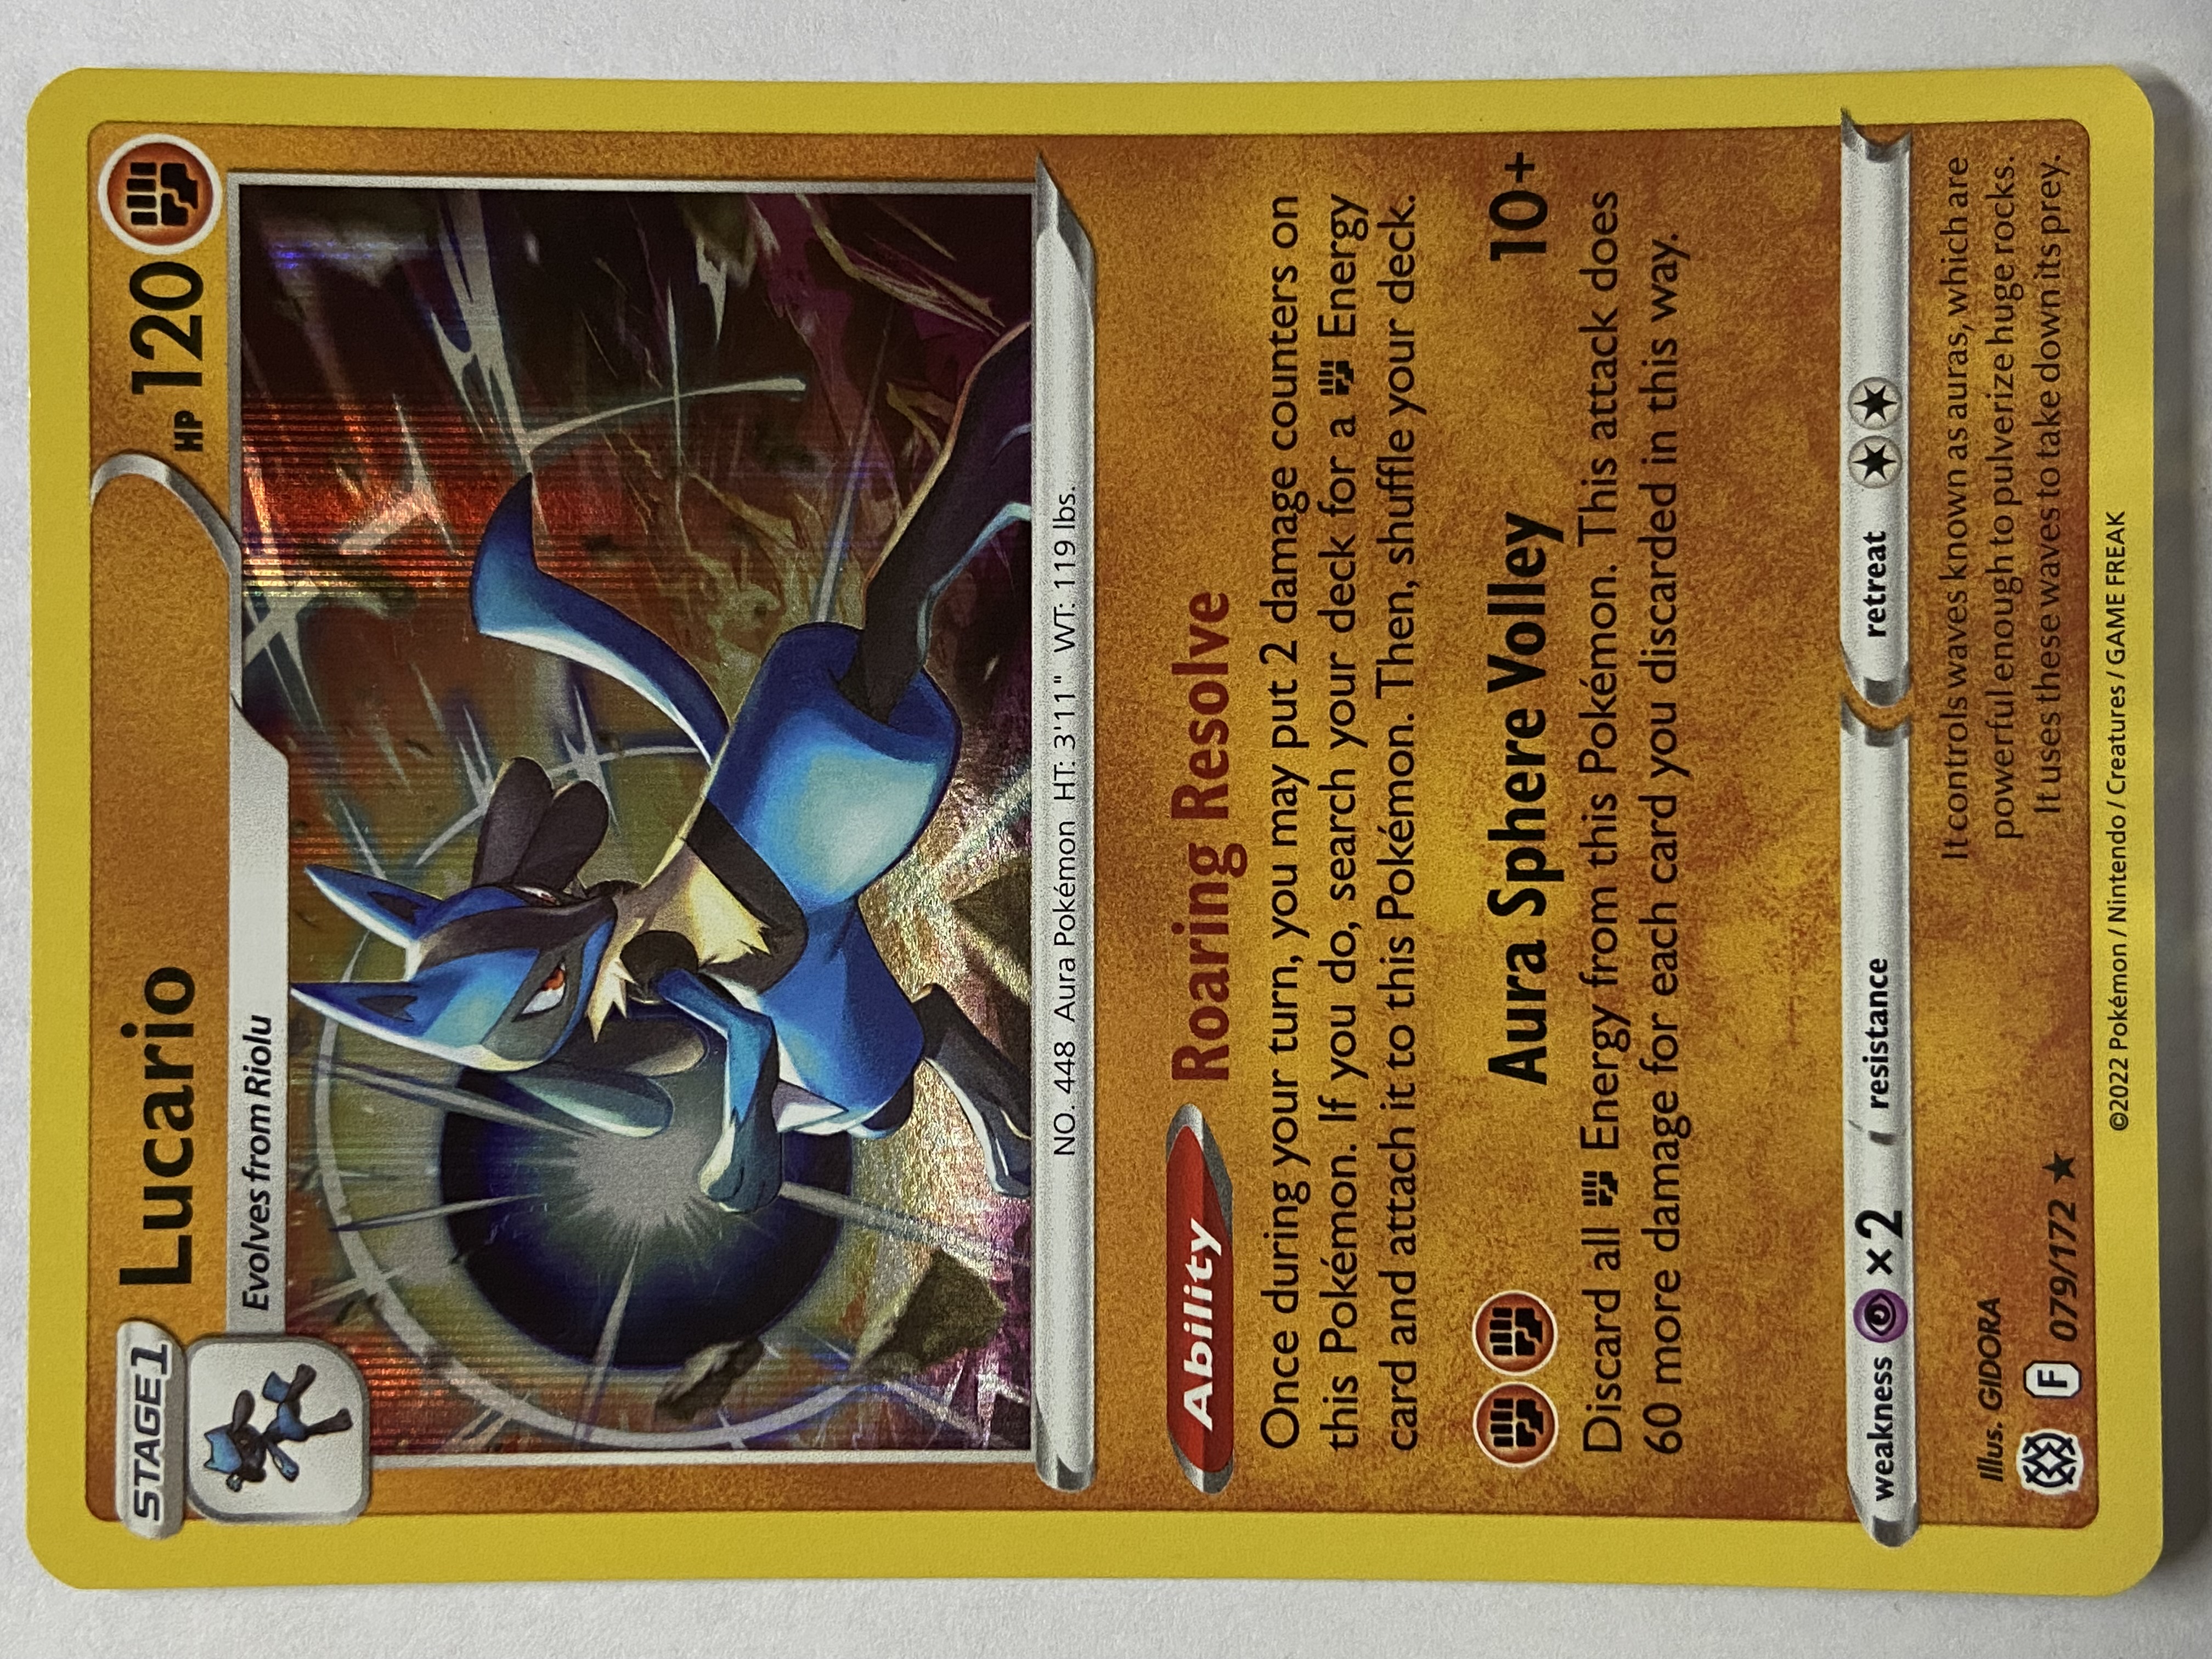 STAGE 1
Lucario
HP 120
Evolves from Riolu
NO. 448 Aura Pokémon HT: 3'11" WT: 119 lbs.
Ability Roaring Resolve
Once during your turn, you may put 2 damage counters on
this Pokémon. If you do, search your deck for a Energy
card and attach it to this Pokémon. Then, shuffle your deck.
Aura Sphere Volley 10+
Discard all Energy from this Pokémon. This attack does
60 more damage for each card you discarded in this way.
weakness ×2 resistance retreat
It controls waves known as auras, which are
powerful enough to pulverize huge rocks.
It uses these waves to take down its prey.
Illus. GIDORA
F 079/172 ★
©2022 Pokémon / Nintendo / Creatures / GAME FREAK